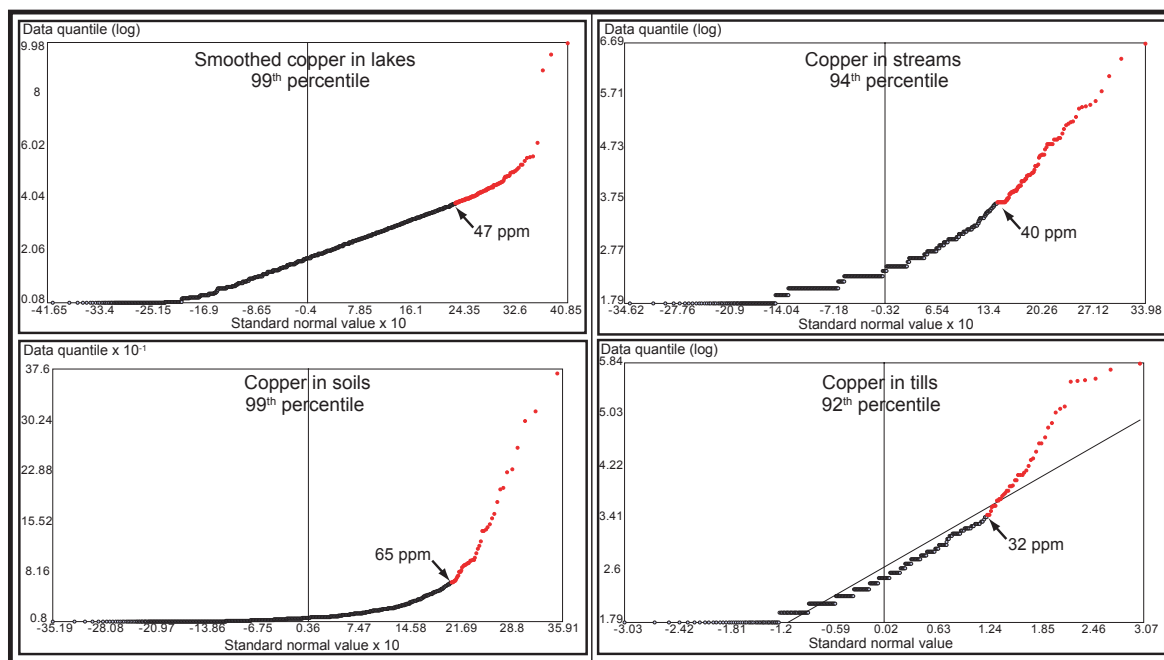 Data quantile (log)
9.98
Smoothed copper in lakes
99th percentile
8
6.02
4.04
47 ppm
2.06
0.08
-41.65 -33.4 -25.15 -16.9 -8.65 -0.4 7.85 16.1 24.35 32.6 40.85
Standard normal value x 10
Data quantile (log)
6.69
Copper in streams
94th percentile
5.71
4.73
3.75
40 ppm
2.77
1.79
-34.62 -27.76 -20.9 -14.04 -7.18 -0.32 6.54 13.4 20.26 27.12 33.98
Standard normal value x 10
Data quantile x 10-1
37.6
Copper in soils
99th percentile
30.24
22.88
15.52
65 ppm
8.16
0.8
-35.19 -28.08 -20.97 -13.86 -6.75 0.36 7.47 14.58 21.69 28.8 35.91
Standard normal value x 10
Data quantile (log)
5.84
Copper in tills
92th percentile
5.03
4.22
3.41
32 ppm
2.6
1.79
-3.03 -2.42 -1.81 -1.2 -0.59 0.02 0.63 1.24 1.85 2.46 3.07
Standard normal value